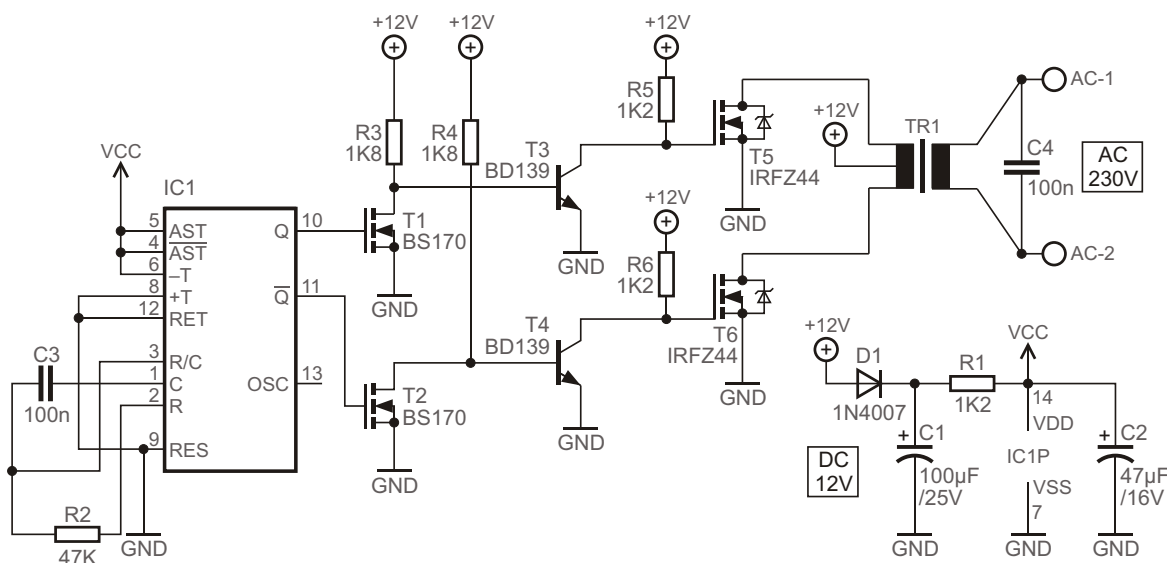 +12V
+12V
+12V
R5
1K2
AC-1
+12V
TR1
R3
1K8
R4
1K8
T3
BD139
T5
IRFZ44
C4
100n
AC
230V
VCC
IC1
5 AST
4 AST
6 –T
8 +T
12 RET
3 R/C
1 C
2 R
9 RES
Q 10
Q 11
OSC 13
T1
BS170
GND
GND
GND
+12V
R6
1K2
AC-2
T4
BD139
T6
IRFZ44
GND
C3
100n
T2
BS170
GND
GND
R2
47K
GND
+12V
D1
1N4007
R1
1K2
VCC
14
VDD
IC1P
VSS
7
DC
12V
C1
+
100µF
/25V
C2
+
47µF
/16V
GND
GND
GND